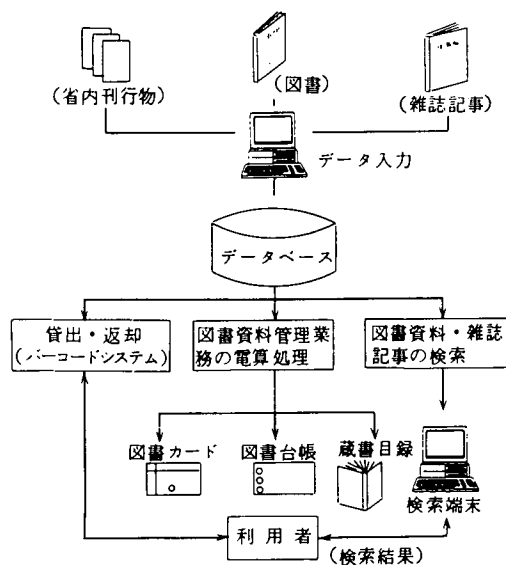 (図書)
(省内刊行物)
(雑誌記事)
データ入力
データベース
貸出・返却
(バーコードシステム)
図書資料管理業
務の電算処理
図書資料・雑誌
記事の検索
図書カード
図書台帳
蔵書目録
検索端末
利用者
(検索結果)